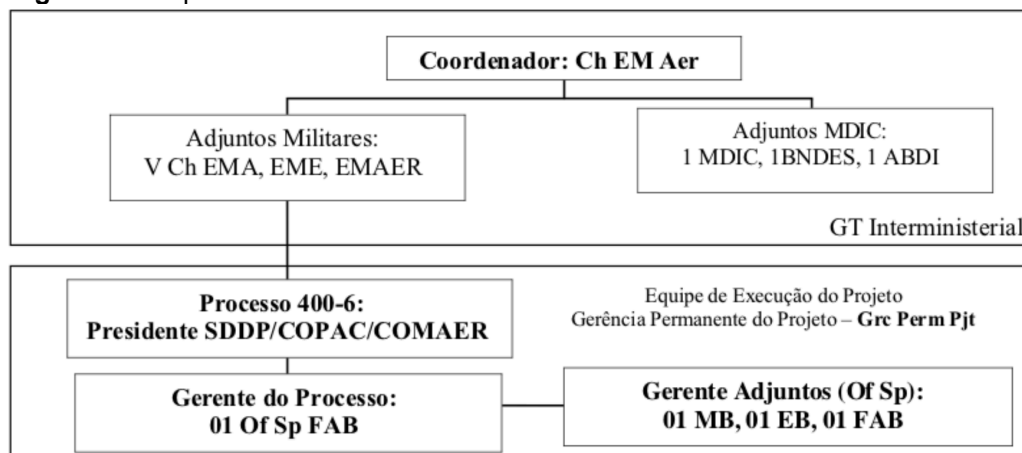 Coordenador: Ch EM Aer
Adjuntos Militares:
V Ch EMA, EME, EMAER
Adjuntos MDIC:
1 MDIC, 1BNDES, 1 ABDI
GT Interministerial
Processo 400-6:
Presidente SDDP/COPAC/COMAER
Equipe de Execução do Projeto
Gerência Permanente do Projeto – Grc Perm Pjt
Gerente do Processo:
01 Of Sp FAB
Gerente Adjuntos (Of Sp):
01 MB, 01 EB, 01 FAB